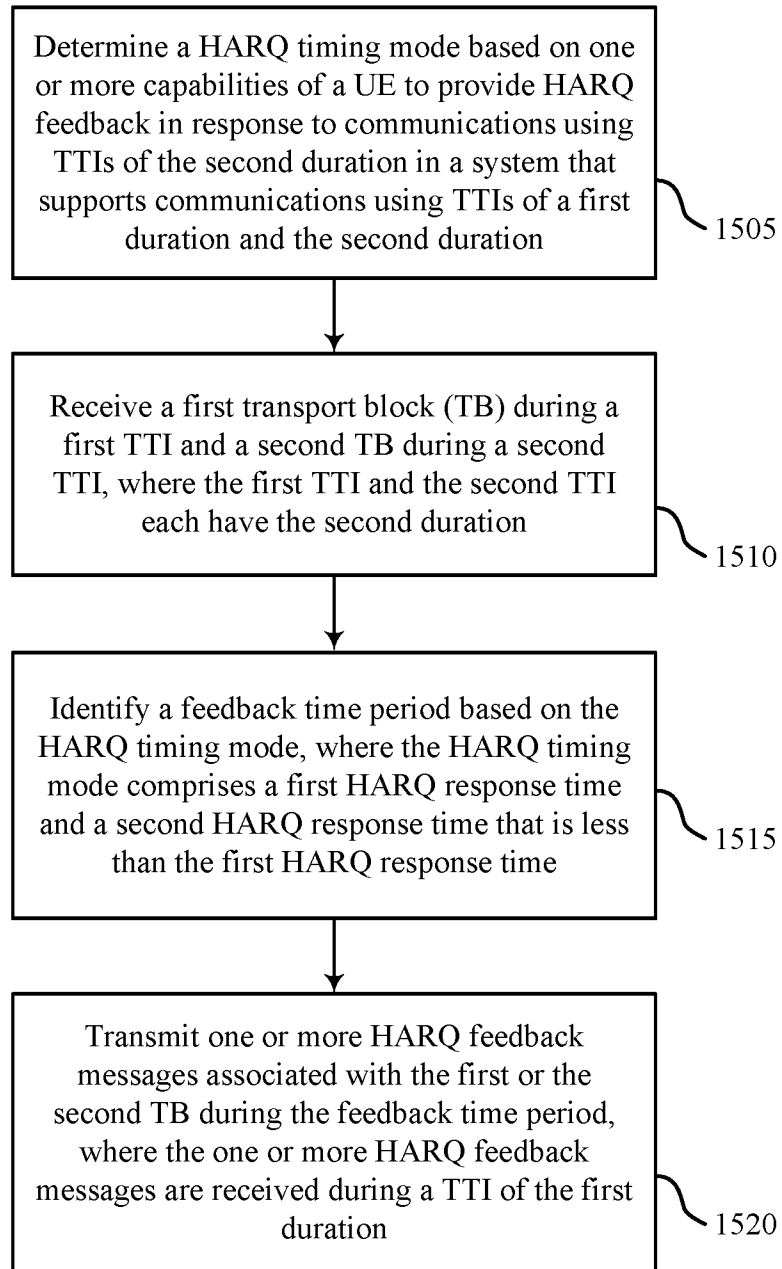 Determine a HARQ timing mode based on one
or more capabilities of a UE to provide HARQ
feedback in response to communications using
TTIs of the second duration in a system that
supports communications using TTIs of a first
duration and the second duration
1505
Receive a first transport block (TB) during a
first TTI and a second TB during a second
TTI, where the first TTI and the second TTI
each have the second duration
1510
Identify a feedback time period based on the
HARQ timing mode, where the HARQ timing
mode comprises a first HARQ response time
and a second HARQ response time that is less
than the first HARQ response time
1515
Transmit one or more HARQ feedback
messages associated with the first or the
second TB during the feedback time period,
where the one or more HARQ feedback
messages are received during a TTI of the first
duration
1520